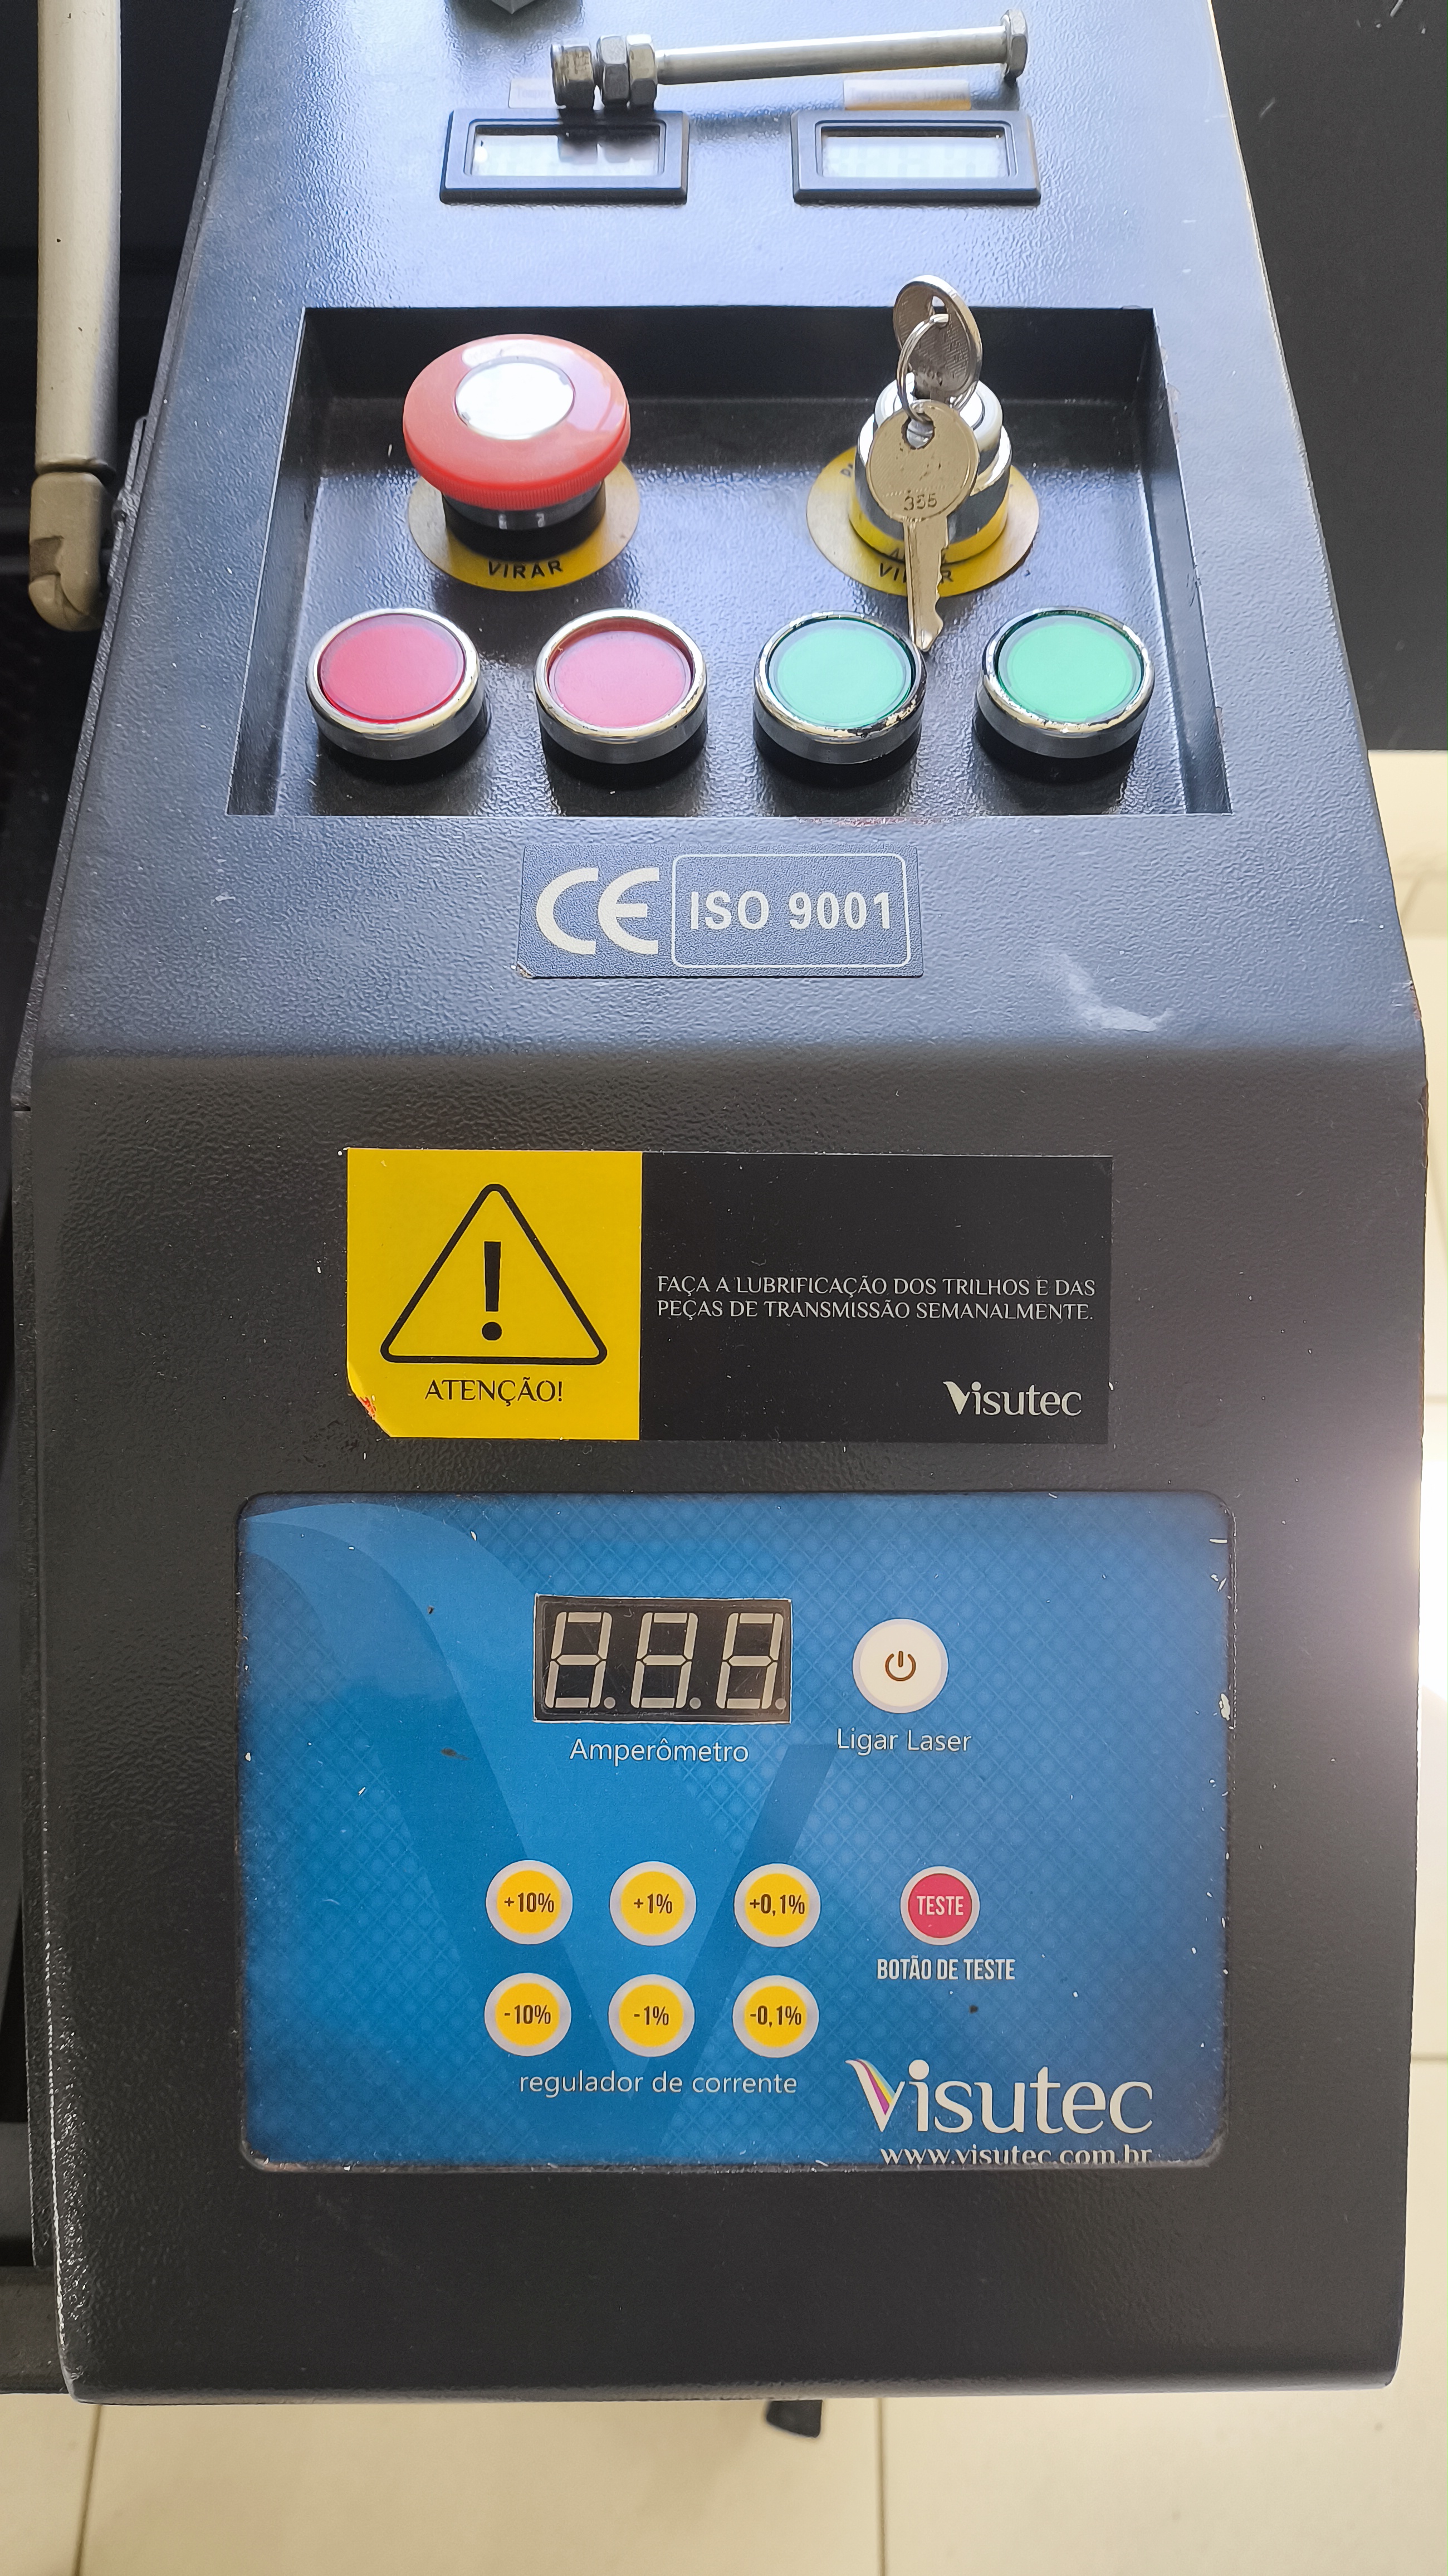 VIRAR
355
CE ISO 9001
FAÇA A LUBRIFICAÇÃO DOS TRILHOS E DAS
PEÇAS DE TRANSMISSÃO SEMANALMENTE.
ATENÇÃO!
Visutec
Amperômetro
Ligar Laser
+10% +1% +0,1% TESTE
BOTÃO DE TESTE
-10% -1% -0,1%
regulador de corrente
Visutec
www.visutec.com.br